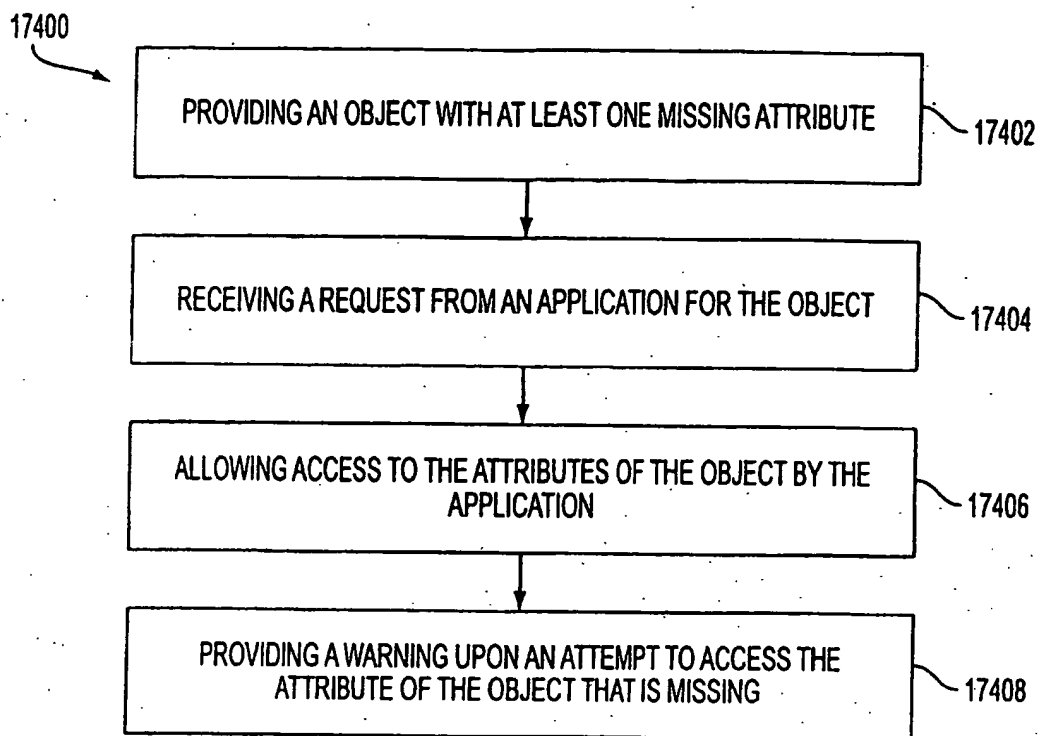 17400
PROVIDING AN OBJECT WITH AT LEAST ONE MISSING ATTRIBUTE
17402
RECEIVING A REQUEST FROM AN APPLICATION FOR THE OBJECT
17404
ALLOWING ACCESS TO THE ATTRIBUTES OF THE OBJECT BY THE
APPLICATION
17406
PROVIDING A WARNING UPON AN ATTEMPT TO ACCESS THE
ATTRIBUTE OF THE OBJECT THAT IS MISSING
17408